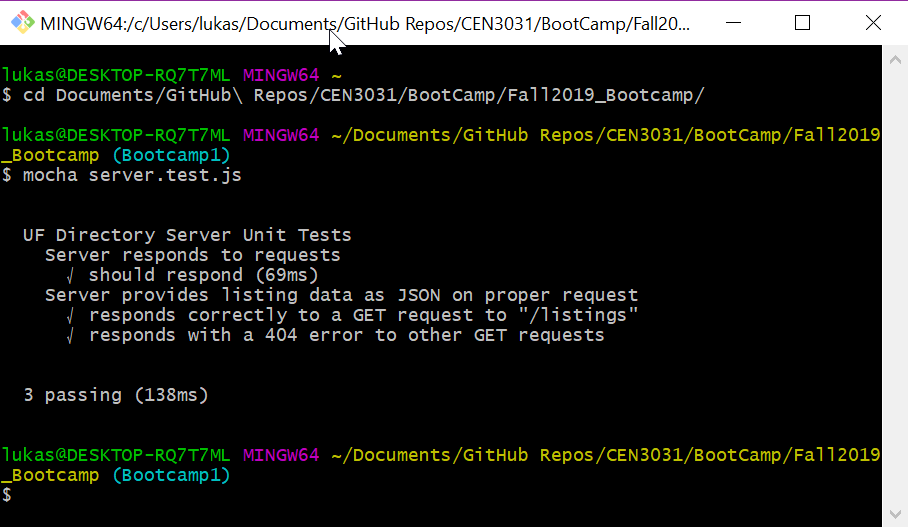 MINGW64:/c/Users/lukas/Documents/GitHub Repos/CEN3031/BootCamp/Fall20...
lukas@DESKTOP-RQ7T7ML MINGW64 ~
$ cd Documents/GitHub\ Repos/CEN3031/BootCamp/Fall2019_Bootcamp/
lukas@DESKTOP-RQ7T7ML MINGW64 ~/Documents/GitHub Repos/CEN3031/BootCamp/Fall2019
_Bootcamp (Bootcamp1)
$ mocha server.test.js
UF Directory Server Unit Tests
Server responds to requests
√ should respond (69ms)
Server provides listing data as JSON on proper request
√ responds correctly to a GET request to "/listings"
√ responds with a 404 error to other GET requests
3 passing (138ms)
lukas@DESKTOP-RQ7T7ML MINGW64 ~/Documents/GitHub Repos/CEN3031/BootCamp/Fall2019
_Bootcamp (Bootcamp1)
$